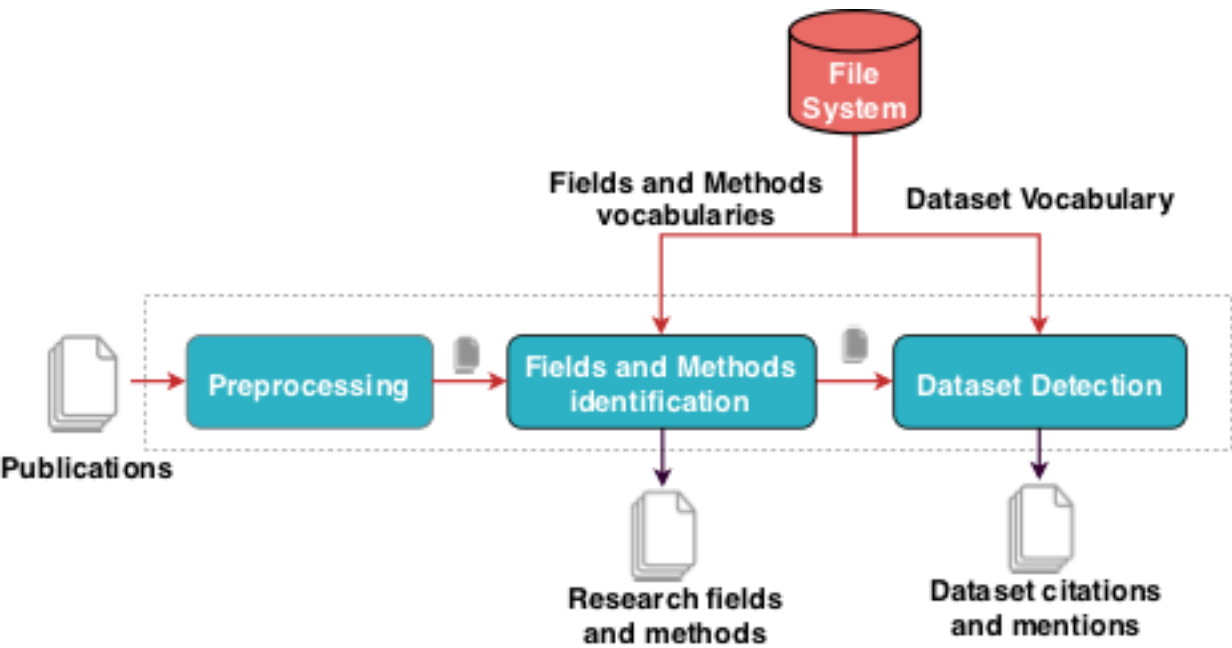 File
System
Fields and Methods
vocabularies
Dataset Vocabulary
Preprocessing
Fields and Methods
identification
Dataset Detection
Publications
Research fields
and methods
Dataset citations
and mentions